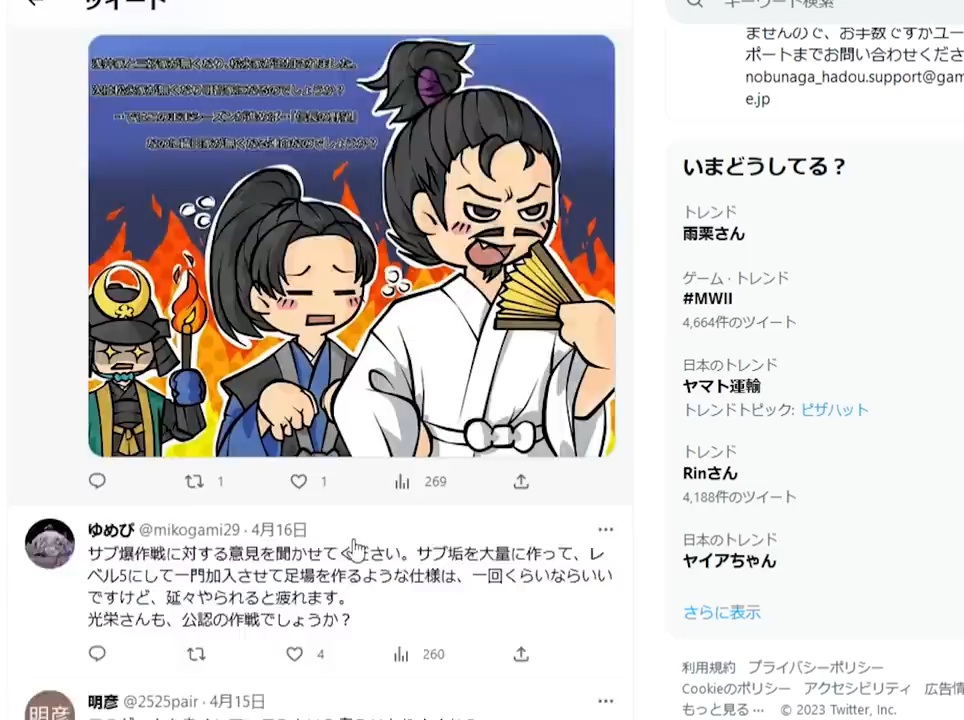 ツイート
キーワード検索
ませんので、お手数ですがユー
ポートまでお問い合わせくださ
nobunaga_hadou.support@gam
e.jp
1
1
269
ゆめぴ @mikogami29 · 4月16日
サブ爆作戦に対する意見を聞かせてください。サブ垢を大量に作って、レ
ベル5にして一門加入させて足場を作るような仕様は、一回くらいならいい
ですけど、延々やられると疲れます。
光栄さんも、公認の作戦でしょうか？
4
260
明彦
明彦 @2525pair · 4月15日
いまどうしてる？
トレンド
雨栗さん
ゲーム · トレンド
#MWII
4,664件のツイート
日本のトレンド
ヤマト運輸
トレンドトピック: ピザハット
トレンド
Rinさん
4,188件のツイート
日本のトレンド
ヤイアちゃん
さらに表示
利用規約 プライバシーポリシー
Cookieのポリシー アクセシビリティ 広告情
もっと見る… © 2023 Twitter, Inc.